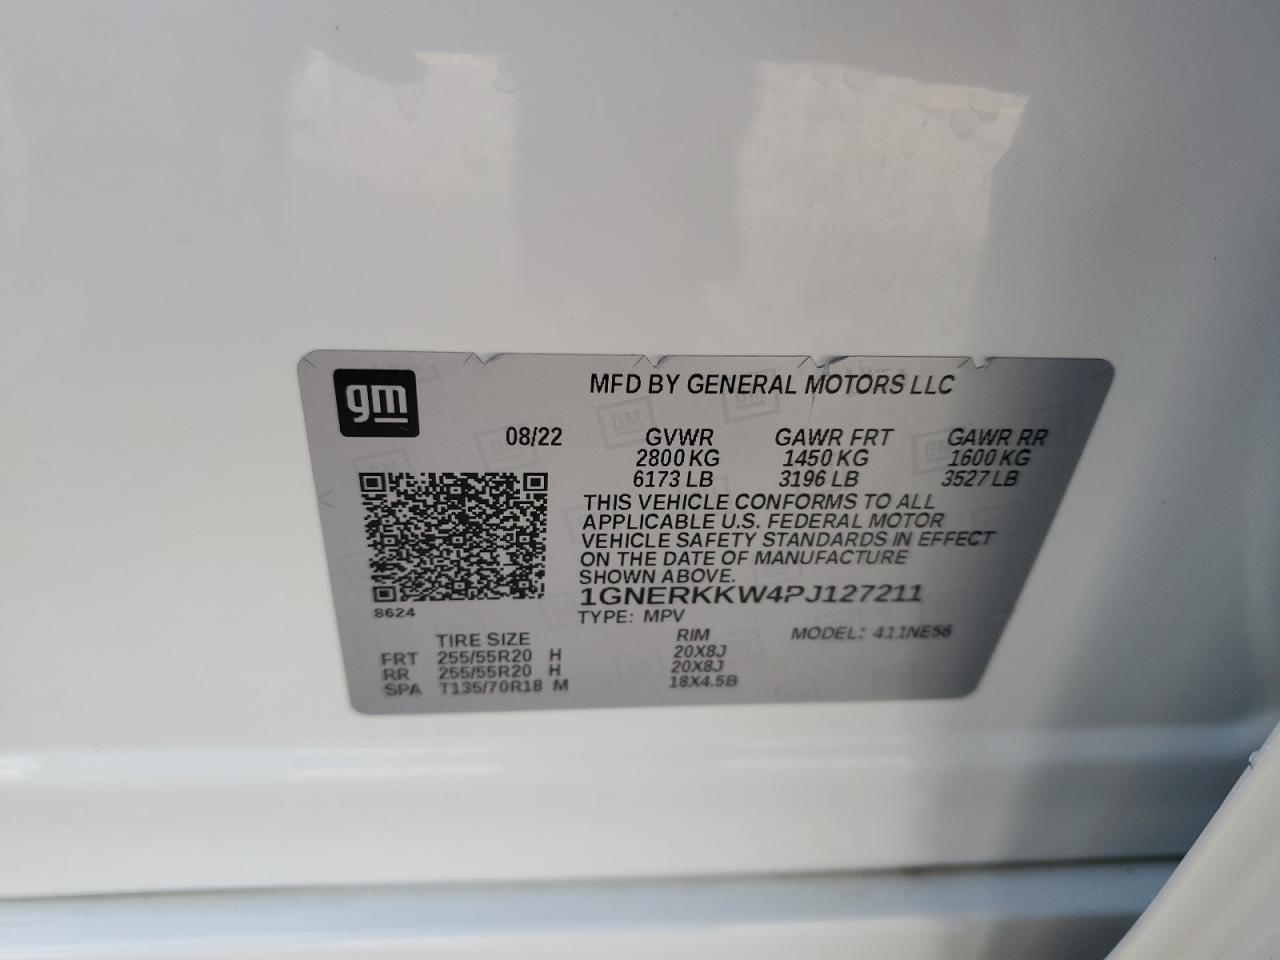 gm
MFD BY GENERAL MOTORS LLC
08/22 GVWR GAWR FRT GAWR RR
2800 KG 1450 KG 1600 KG
6173 LB 3196 LB 3527 LB
THIS VEHICLE CONFORMS TO ALL
APPLICABLE U.S. FEDERAL MOTOR
VEHICLE SAFETY STANDARDS IN EFFECT
ON THE DATE OF MANUFACTURE
SHOWN ABOVE.
1GNERKKW4PJ127211
8624
TYPE: MPV
TIRE SIZE RIM MODEL: 411NE56
FRT 255/55R20 H 20X8J
RR 255/55R20 H 20X8J
SPA T135/70R18 M 18X4.5B